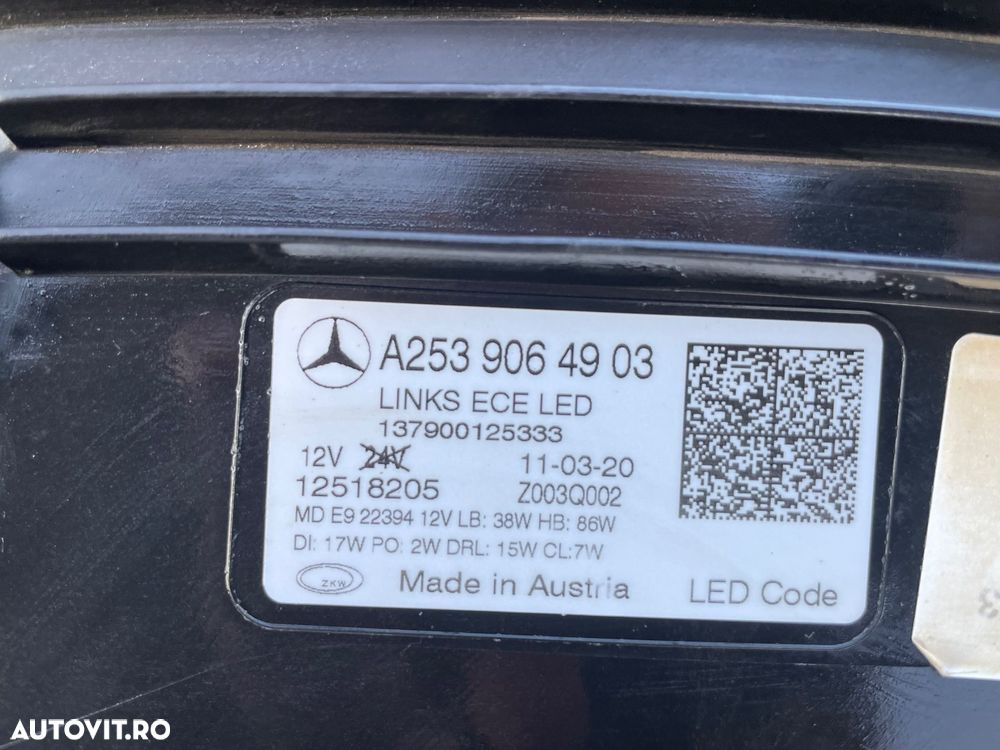 A253 906 49 03
LINKS ECE LED
137900125333
12V 24V 11-03-20
12518205 Z003Q002
MD E9 22394 12V LB: 38W HB: 86W
DI: 17W PO: 2W DRL: 15W CL:7W
ZKW Made in Austria LED Code
3
AUTOVIT.RO